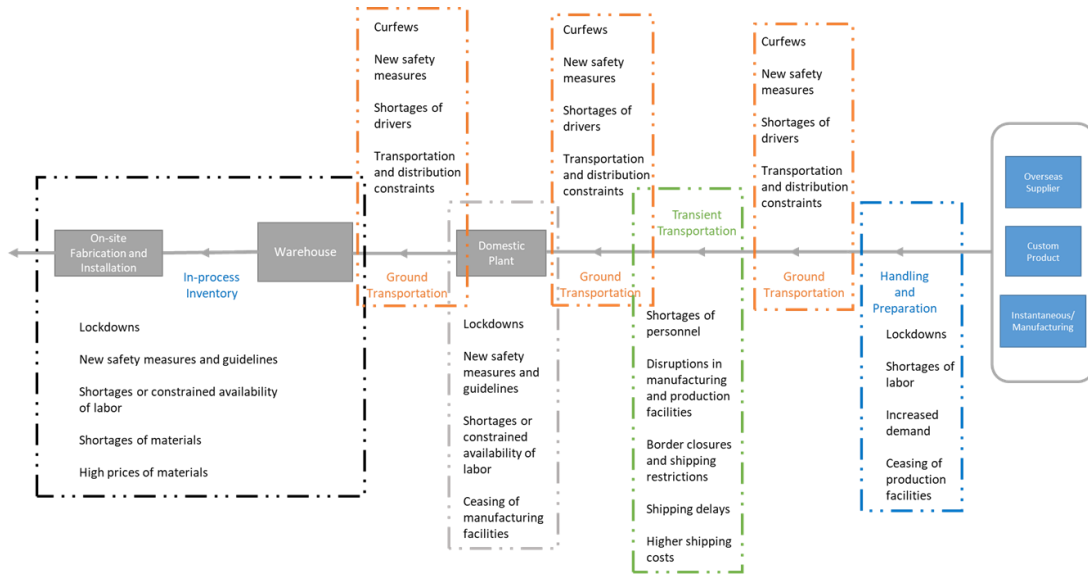 Curfews
New safety
measures
Shortages of
drivers
Transportation
and distribution
constraints
Curfews
New safety
measures
Shortages of
drivers
Transportation
and distribution
constraints
Curfews
New safety
measures
Shortages of
drivers
Transportation
and distribution
constraints
On-site
Fabrication and
Installation
In-process
Inventory
Warehouse
Ground
Transportation
Domestic
Plant
Ground
Transportation
Transient
Transportation
Ground
Transportation
Handling
and
Preparation
Overseas
Supplier
Custom
Product
Instantaneous/
Manufacturing
Lockdowns
New safety measures and guidelines
Shortages or constrained availability
of labor
Shortages of materials
High prices of materials
Lockdowns
New safety
measures and
guidelines
Shortages or
constrained
availability of
labor
Ceasing of
manufacturing
facilities
Shortages of
personnel
Disruptions in
manufacturing
and production
facilities
Border closures
and shipping
restrictions
Shipping delays
Higher shipping
costs
Lockdowns
Shortages of
labor
Increased
demand
Ceasing of
production
facilities